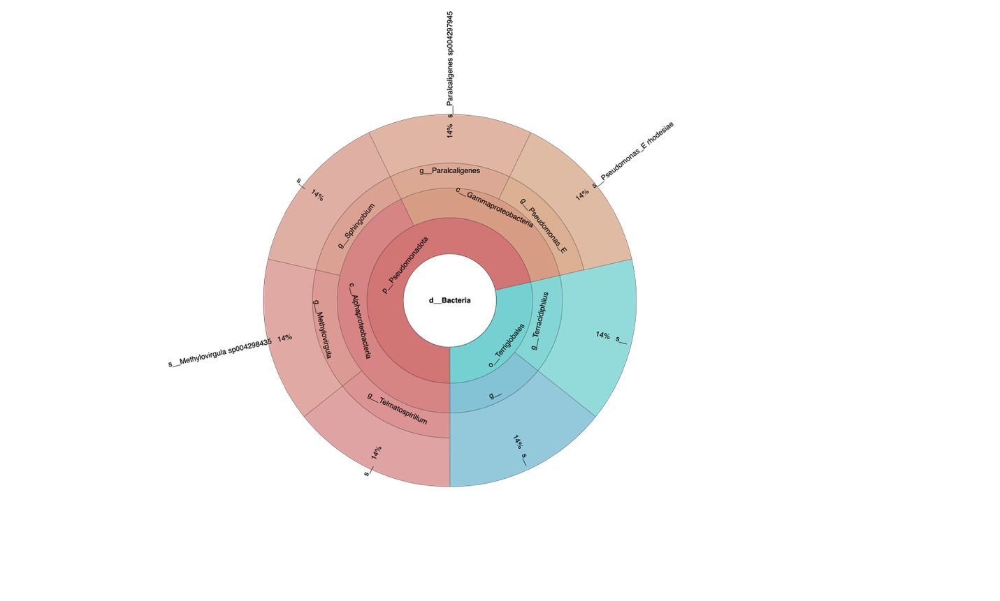 s__Paralcaligenes sp004297945
14%
s__Pseudomonas_E rhodesiae
14%
s__
14%
g__Paralcaligenes
c__Gammaproteobacteria
g__Pseudomonas_E
g__Sphingobium
p__Pseudomonadota
d__Bacteria
c__Alphaproteobacteria
g__Methylovirgula
s__Methylovirgula sp004298435
14%
g__Terracidiphilus
14%
s__
o__Terriglobales
g__
g__Telmatospirillum
14%
s__
14%
s__